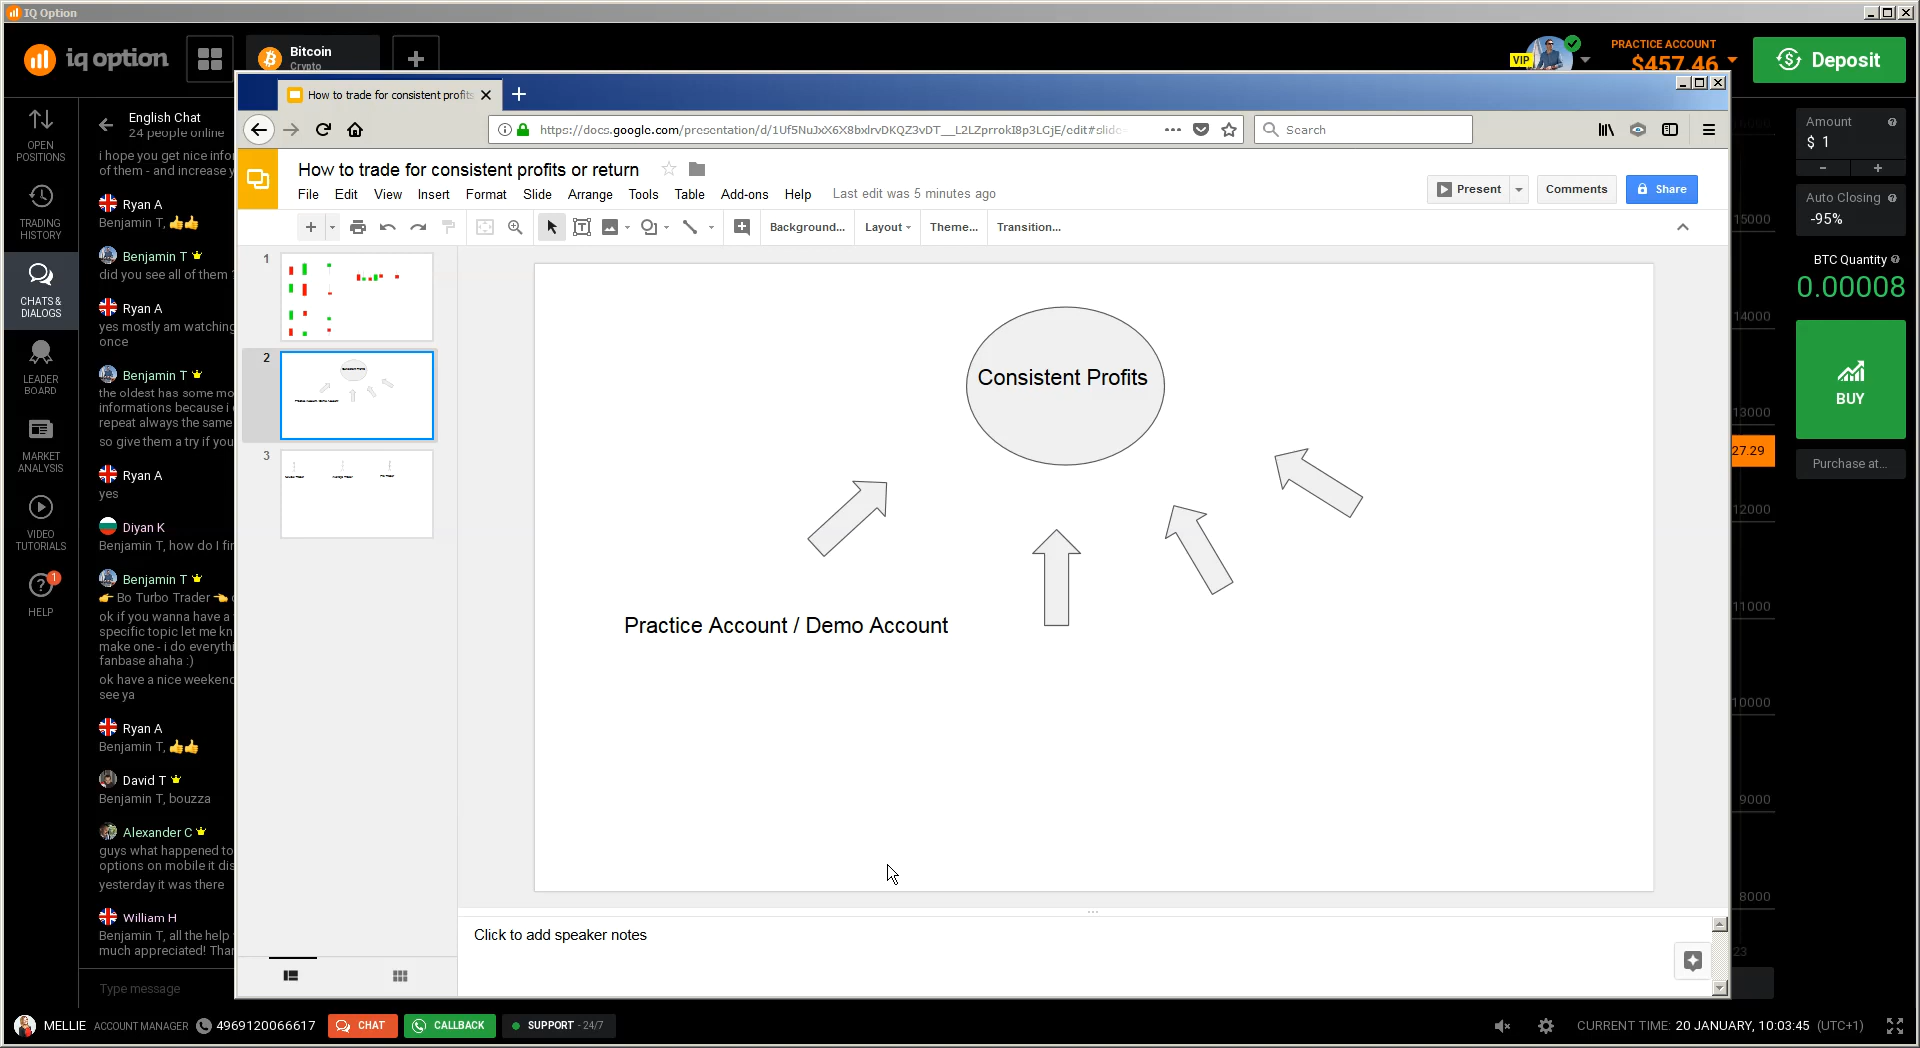 IQ Option
iq option
Bitcoin
Crypto
VIP
PRACTICE ACCOUNT
$457.46
Deposit
OPEN
POSITIONS
TRADING
HISTORY
CHATS &
DIALOGS
LEADER
BOARD
MARKET
ANALYSIS
VIDEO
TUTORIALS
1
HELP
English Chat
24 people online
i hope you get nice
of them - and increase
Ryan A
Benjamin T, 👍👍
Benjamin T
did you see all of them
Ryan A
yes mostly am watching
once
Benjamin T
the oldest has some
informations because i
repeat always the same
so give them a try if you
Ryan A
yes
Diyan K
Benjamin T, how do I
Benjamin T
👉 Bo Turbo Trader 👈
ok if you wanna have a
specific topic let me
make one - i do
fanbase ahaha :)
ok have a nice weekend
see ya
Ryan A
Benjamin T, 👍👍
David T
Benjamin T, bouzza
Alexander C
guys what happened to
options on mobile it
yesterday it was there
William H
Benjamin T, all the help
much appreciated!
Type message
How to trade for consistent profits
https://docs.google.com/presentation/d/
Search
How to trade for consistent profits or return
File Edit View Insert Format Slide Arrange Tools Table Add-ons Help Last edit was 5 minutes ago
Present
Comments
Share
Background... Layout Theme... Transition...
1
2
3
Consistent Profits
Practice Account / Demo Account
Click to add speaker notes
Amount
$ 1
- +
Auto Closing
-95%
BTC Quantity
0.00008
BUY
Purchase at...
15000
14000
13000
27.29
12000
11000
10000
9000
8000
23
MELLIE ACCOUNT MANAGER 4969120066617 CHAT CALLBACK SUPPORT - 24/7
CURRENT TIME: 20 JANUARY, 10:03:45 (UTC+1)